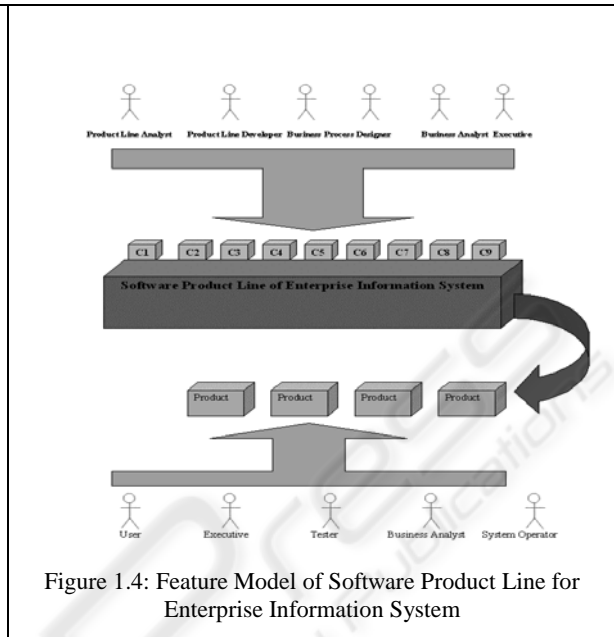 Product Line Analyst Product Line Developer Business Process Designer Business Analyst Executive
C1 C2 C3 C4 C5 C6 C7 C8 C9
Software Product Line of Enterprise Information System
Product Product Product Product
User Executive Tester Business Analyst System Operator
Figure 1.4: Feature Model of Software Product Line for
Enterprise Information System